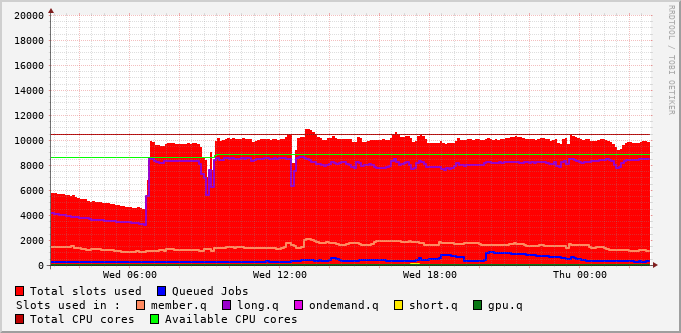 20000
18000
16000
14000
12000
10000
8000
6000
4000
2000
0
Wed 06:00 Wed 12:00 Wed 18:00 Thu 00:00
RRDTOOL / TOBI OETIKER
Total slots used Queued Jobs
Slots used in : member.q long.q ondemand.q short.q gpu.q
Total CPU cores Available CPU cores